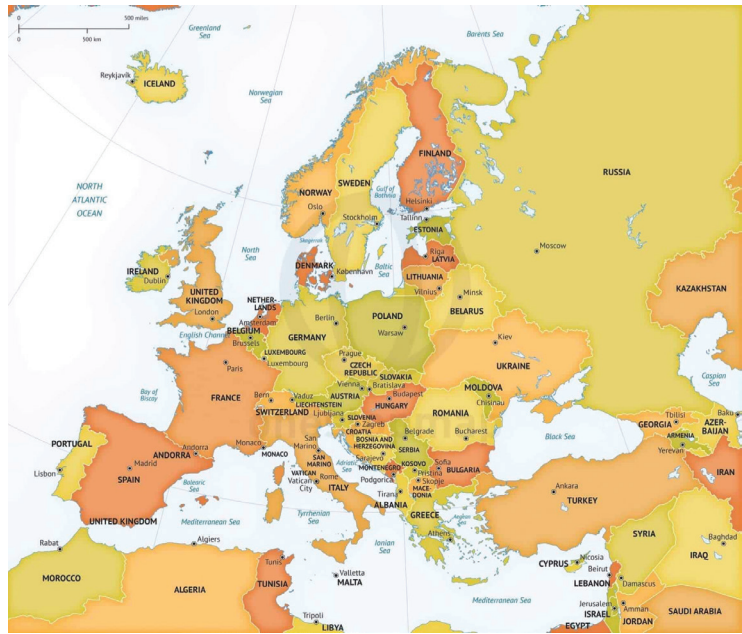 0
500 miles
0
500 km
Greenland
Sea
Barents Sea
Reykjavík
ICELAND
Norwegian
Sea
NORTH
ATLANTIC
OCEAN
FINLAND
RUSSIA
NORWAY
SWEDEN
Gulf of
Bothnia
Oslo
Helsinki
Stockholm
Tallinn
ESTONIA
Skagerrak
North
Sea
Moscow
Riga
LATVIA
DENMARK
København
Baltic
Sea
IRELAND
Dublin
UNITED
KINGDOM
London
LITHUANIA
Vilnius
Minsk
BELARUS
KAZAKHSTAN
NETHER-
LANDS
Amsterdam
Berlin
POLAND
Warsaw
English Channel
BELGIUM
Brussels
GERMANY
Kiev
UKRAINE
LUXEMBOURG
Luxembourg
Prague
CZECH
REPUBLIC
SLOVAKIA
Paris
Vienna
Bratislava
MOLDOVA
Chisinau
Caspian
Sea
Bay of
Biscay
FRANCE
Bern
Vaduz
AUSTRIA
LIECHTENSTEIN
Budapest
HUNGARY
SWITZERLAND
Ljubljana
SLOVENIA
Zagreb
CROATIA
ROMANIA
Bucharest
Belgrade
BOSNIA AND
HERZEGOVINA
SERBIA
Sarajevo
Black Sea
GEORGIA
Tbilisi
Baku
AZER-
BAIJAN
ARMENIA
Yerevan
PORTUGAL
Lisbon
Madrid
SPAIN
Andorra
ANDORRA
Monaco
MONACO
San
Marino
SAN
MARINO
VATICAN
Vatican
City
Rome
ITALY
Adriatic
Sea
MONTENEGRO
Podgorica
KOSOVO
Pristina
Sofia
BULGARIA
Skopje
MACE-
DONIA
Tirana
ALBANIA
GREECE
Aegean
Sea
Athens
Ankara
TURKEY
IRAN
Balearic
Sea
UNITED KINGDOM
Mediterranean Sea
Tyrrhenian
Sea
Ionian
Sea
Rabat
Algiers
Tunis
MOROCCO
ALGERIA
TUNISIA
Valletta
MALTA
Tripoli
LIBYA
Mediterranean Sea
CYPRUS
Nicosia
SYRIA
Baghdad
IRAQ
Beirut
LEBANON
Damascus
Jerusalem
ISRAEL
Amman
JORDAN
SAUDI ARABIA
EGYPT